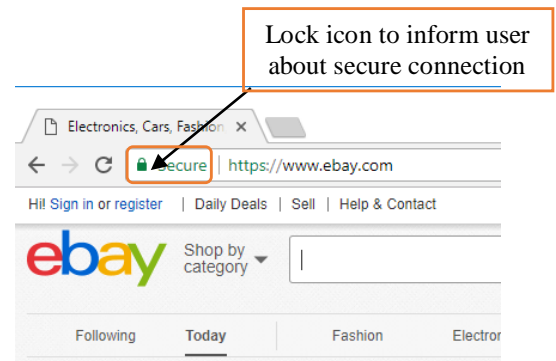 Lock icon to inform user
about secure connection
Electronics, Cars, Fashion
Secure | https://www.ebay.com
Hi! Sign in or register | Daily Deals | Sell | Help & Contact
ebay
Shop by
category
Following Today Fashion